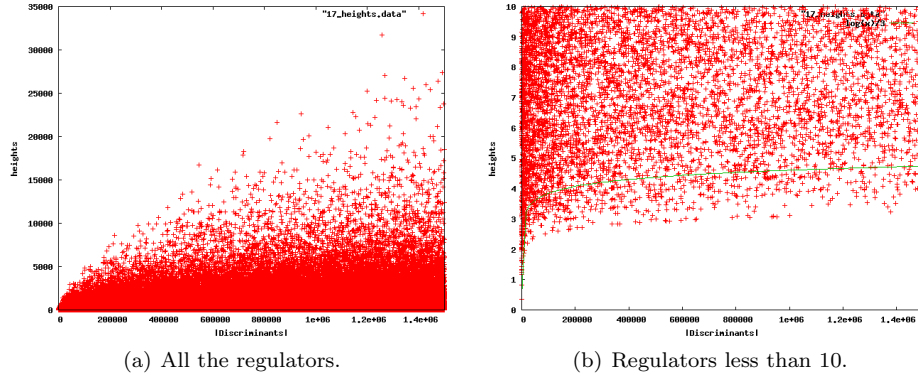 35000
30000
25000
20000
15000
10000
5000
0
heights
"17_heights_data"
0 200000 400000 600000 800000 1e+06 1.2e+06 1.4e+06
|Discriminants|
(a) All the regulators.
10
9
8
7
6
5
4
3
2
1
0
heights
"17_heights_data"
0 200000 400000 600000 800000 1e+06 1.2e+06 1.4e+06
|Discriminants|
(b) Regulators less than 10.